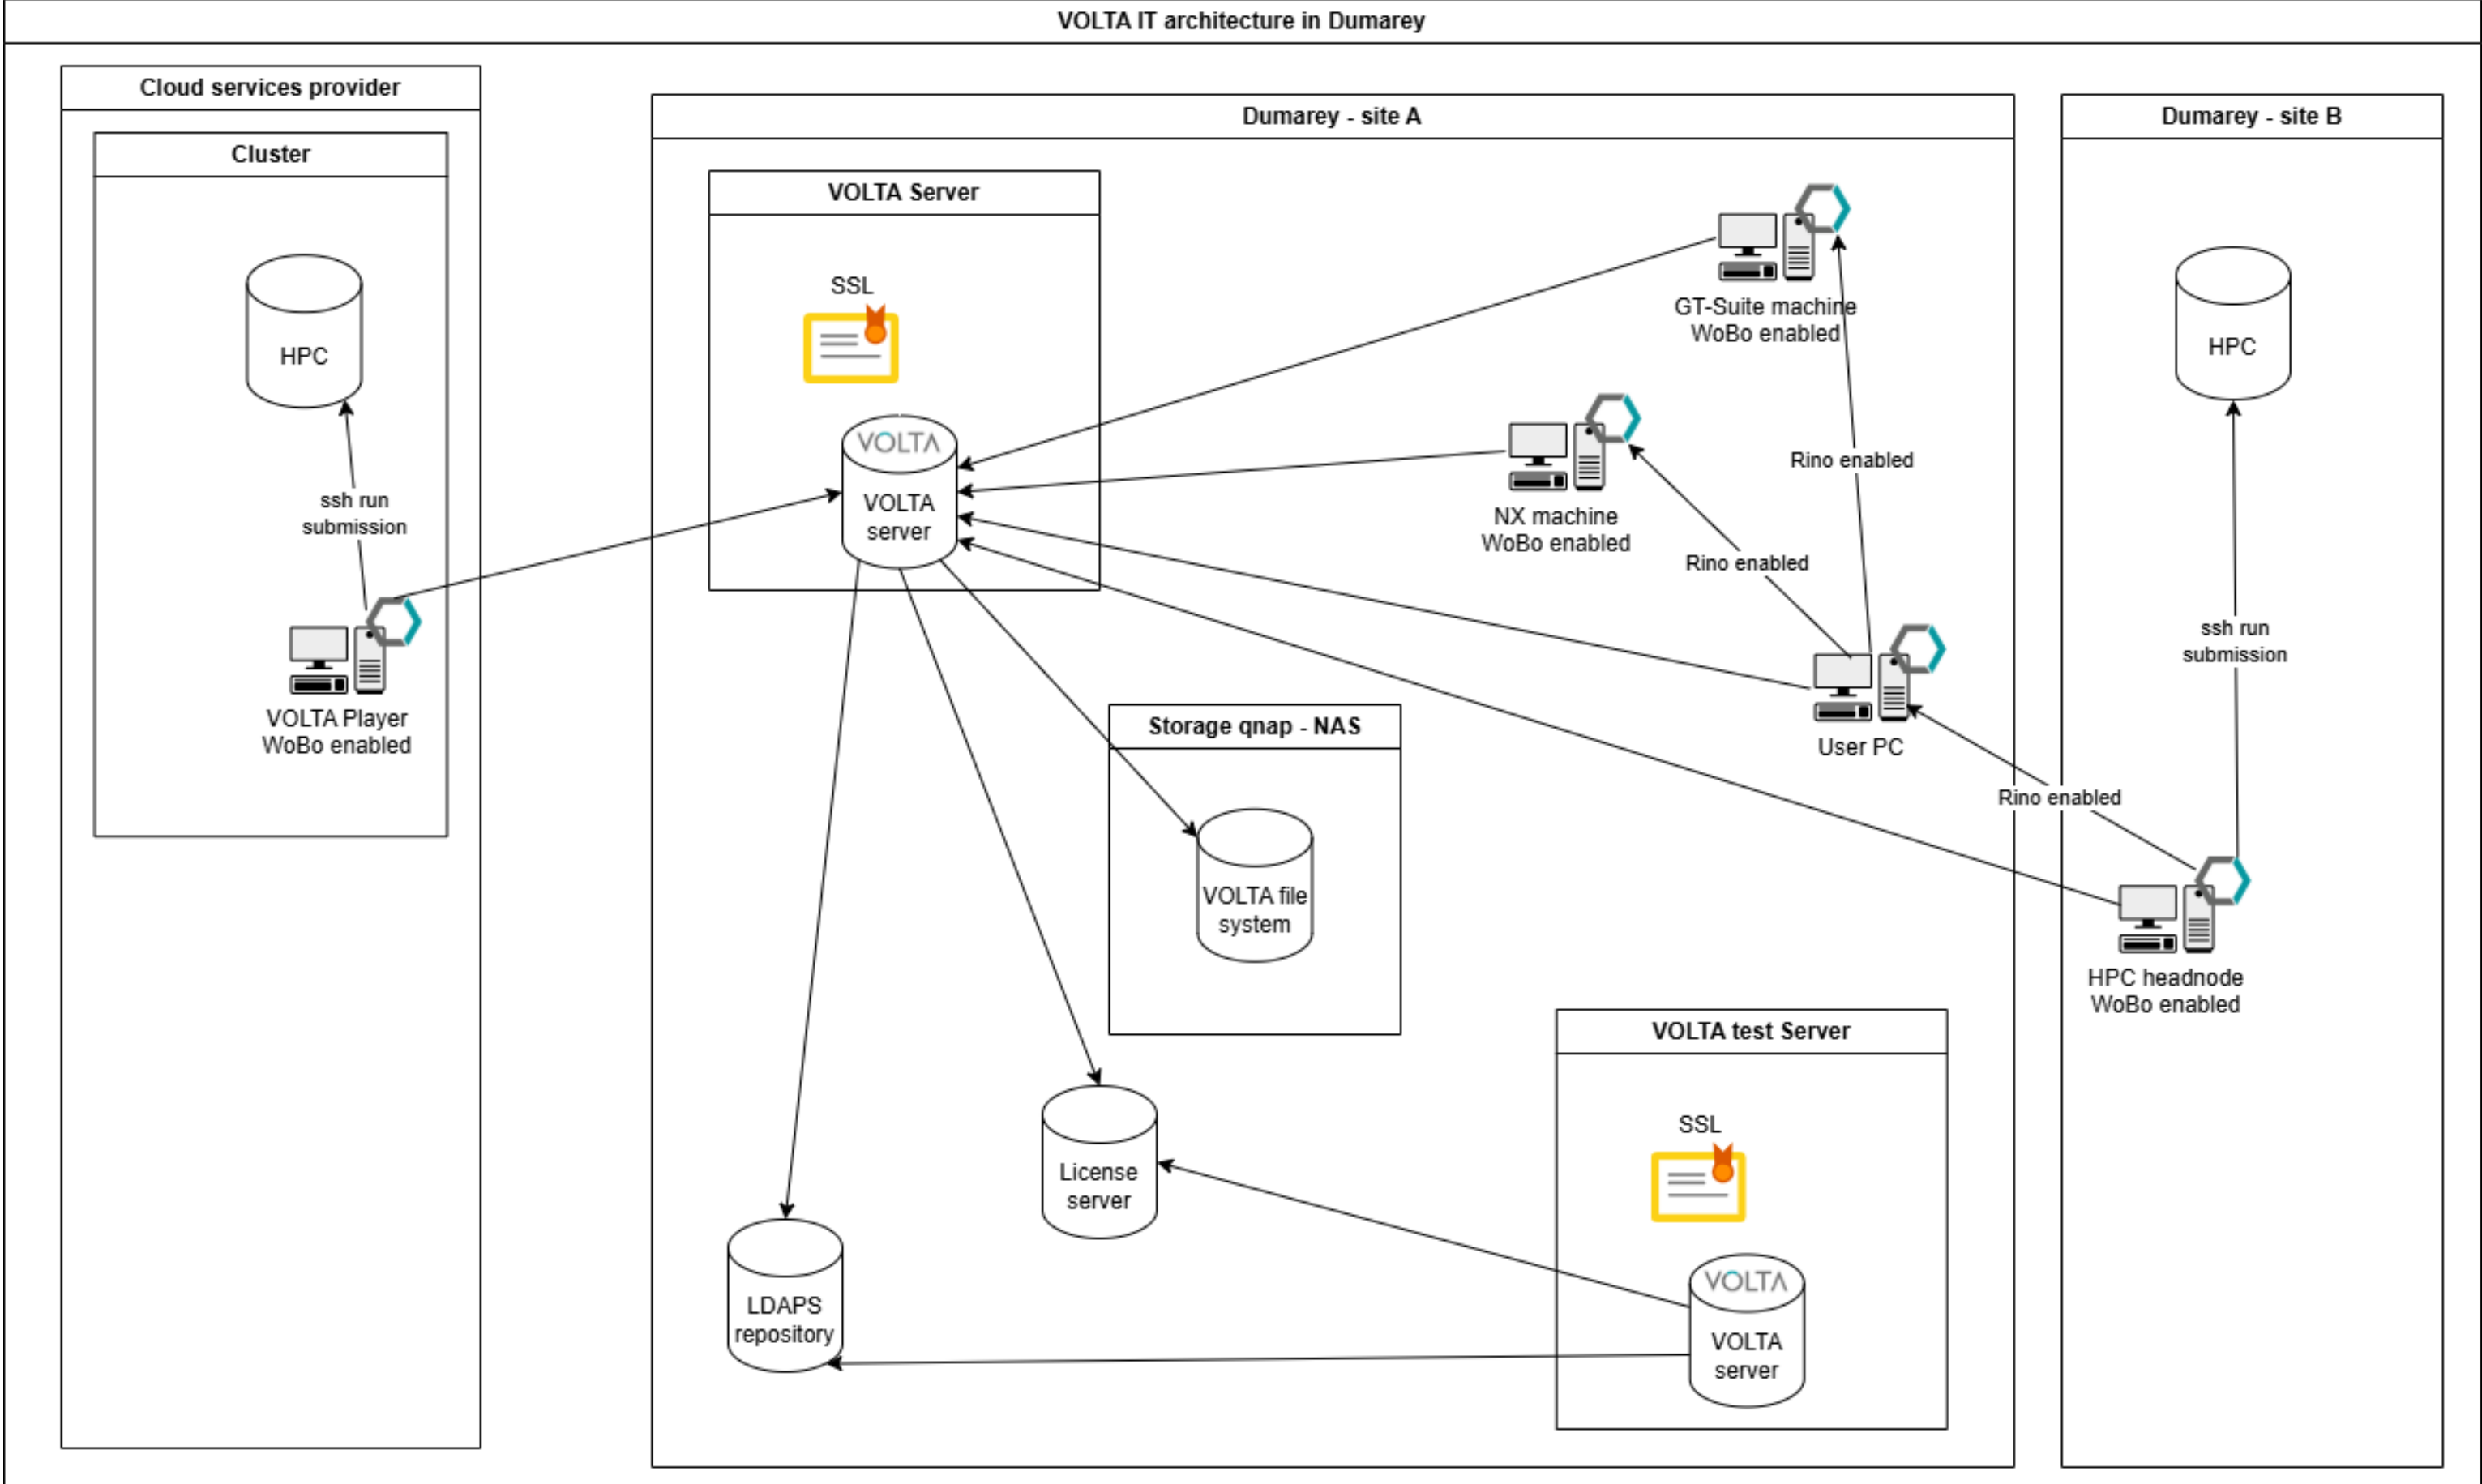 VOLTA IT architecture in Dumarey
Cloud services provider
Cluster
HPC
ssh run
submission
VOLTA Player
WoBo enabled
Dumarey - site A
VOLTA Server
SSL
VOLTA
VOLTA
server
GT-Suite machine
WoBo enabled
NX machine
WoBo enabled
Rino enabled
Rino enabled
User PC
Storage qnap - NAS
VOLTA file
system
License
server
LDAPS
repository
VOLTA test Server
SSL
VOLTA
VOLTA
server
Dumarey - site B
HPC
ssh run
submission
Rino enabled
HPC headnode
WoBo enabled